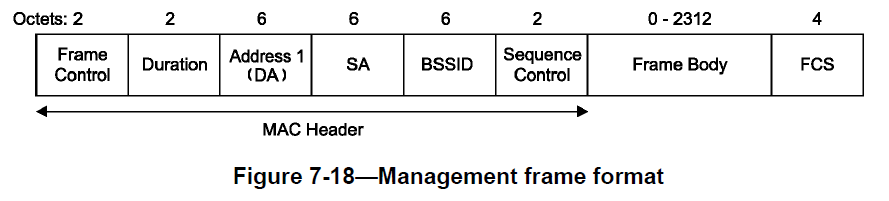 Octets: 2 2 6 6 6 2 0 - 2312 4
Frame Control Duration Address 1 (DA) SA BSSID Sequence Control Frame Body FCS
MAC Header
Figure 7-18—Management frame format